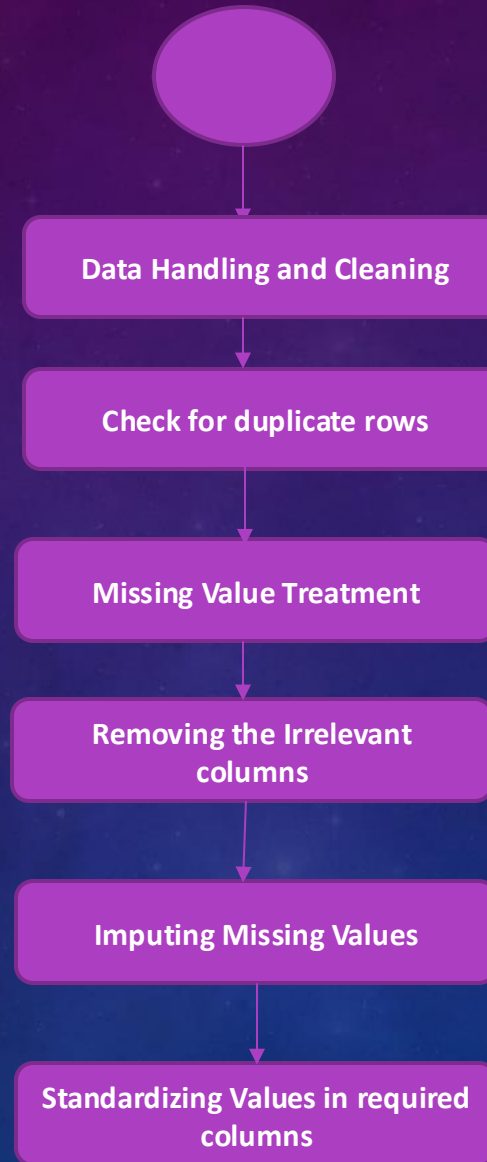 Data Handling and Cleaning
Check for duplicate rows
Missing Value Treatment
Removing the Irrelevant
columns
Imputing Missing Values
Standardizing Values in required
columns